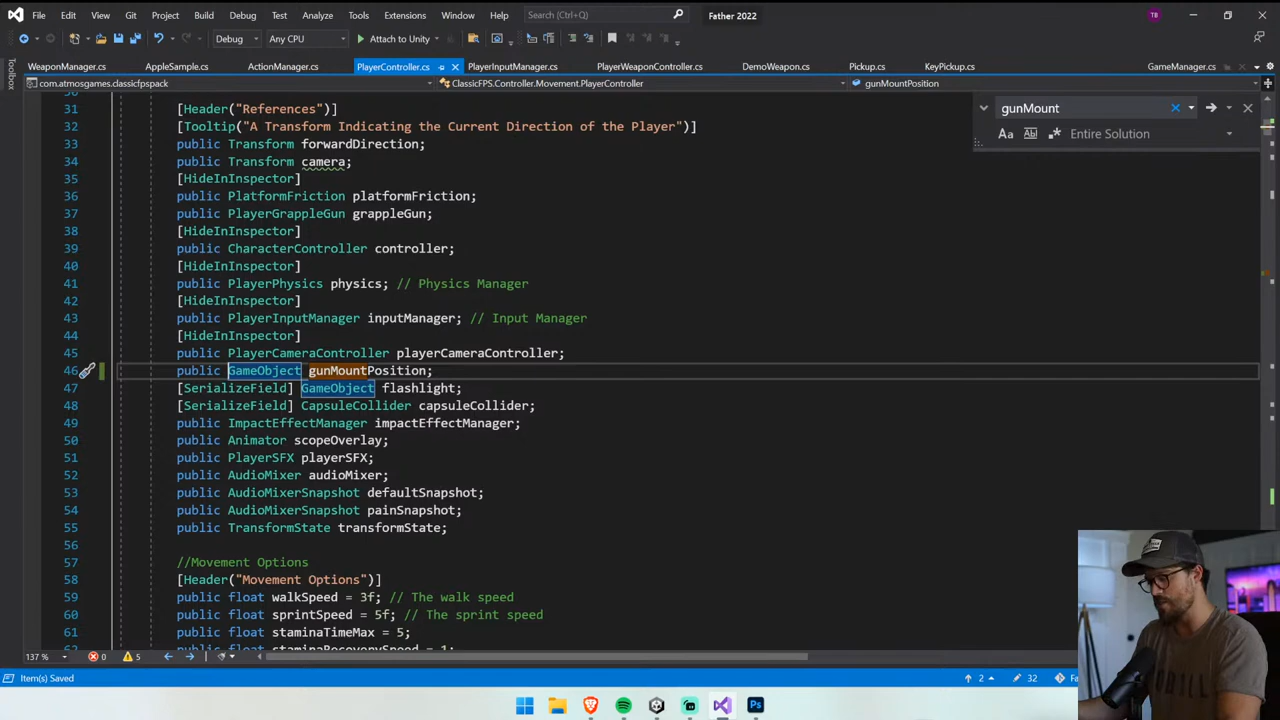 File Edit View Git Project Build Debug Test Analyze Tools Extensions Window Help Search (Ctrl+Q) Father 2022 TB
Debug Any CPU Attach to Unity
WeaponManager.cs AppleSample.cs ActionManager.cs PlayerController.cs PlayerInputManager.cs PlayerWeaponController.cs DemoWeapon.cs Pickup.cs KeyPickup.cs GameManager.cs
Toolbox
com.atmosgames.classicfpspack ClassicFPS.Controller.Movement.PlayerController gunMountPosition
gunMount
Aa Entire Solution
31 [Header("References")]
32 [Tooltip("A Transform Indicating the Current Direction of the Player")]
33 public Transform forwardDirection;
34 public Transform camera;
35 [HideInInspector]
36 public PlatformFriction platformFriction;
37 public PlayerGrappleGun grappleGun;
38 [HideInInspector]
39 public CharacterController controller;
40 [HideInInspector]
41 public PlayerPhysics physics; // Physics Manager
42 [HideInInspector]
43 public PlayerInputManager inputManager; // Input Manager
44 [HideInInspector]
45 public PlayerCameraController playerCameraController;
46 public GameObject gunMountPosition;
47 [SerializeField] GameObject flashlight;
48 [SerializeField] CapsuleCollider capsuleCollider;
49 public ImpactEffectManager impactEffectManager;
50 public Animator scopeOverlay;
51 public PlayerSFX playerSFX;
52 public AudioMixer audioMixer;
53 public AudioMixerSnapshot defaultSnapshot;
54 public AudioMixerSnapshot painSnapshot;
55 public TransformState transformState;
56
57 //Movement Options
58 [Header("Movement Options")]
59 public float walkSpeed = 3f; // The walk speed
60 public float sprintSpeed = 5f; // The sprint speed
61 public float staminaTimeMax = 5;
62 public float staminaRecoverySpeed = 1;
137 % 0 5
Item(s) Saved 2 32
Ps